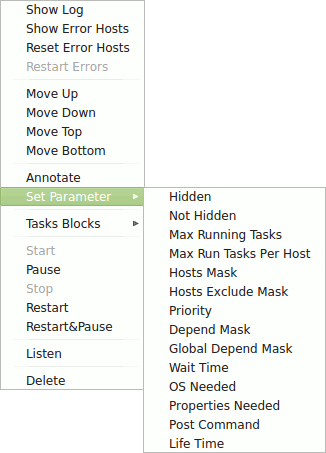 Show Log
Show Error Hosts
Reset Error Hosts
Restart Errors
Move Up
Move Down
Move Top
Move Bottom
Annotate
Set Parameter
Tasks Blocks
Start
Pause
Stop
Restart
Restart&Pause
Listen
Delete
Hidden
Not Hidden
Max Running Tasks
Max Run Tasks Per Host
Hosts Mask
Hosts Exclude Mask
Priority
Depend Mask
Global Depend Mask
Wait Time
OS Needed
Properties Needed
Post Command
Life Time